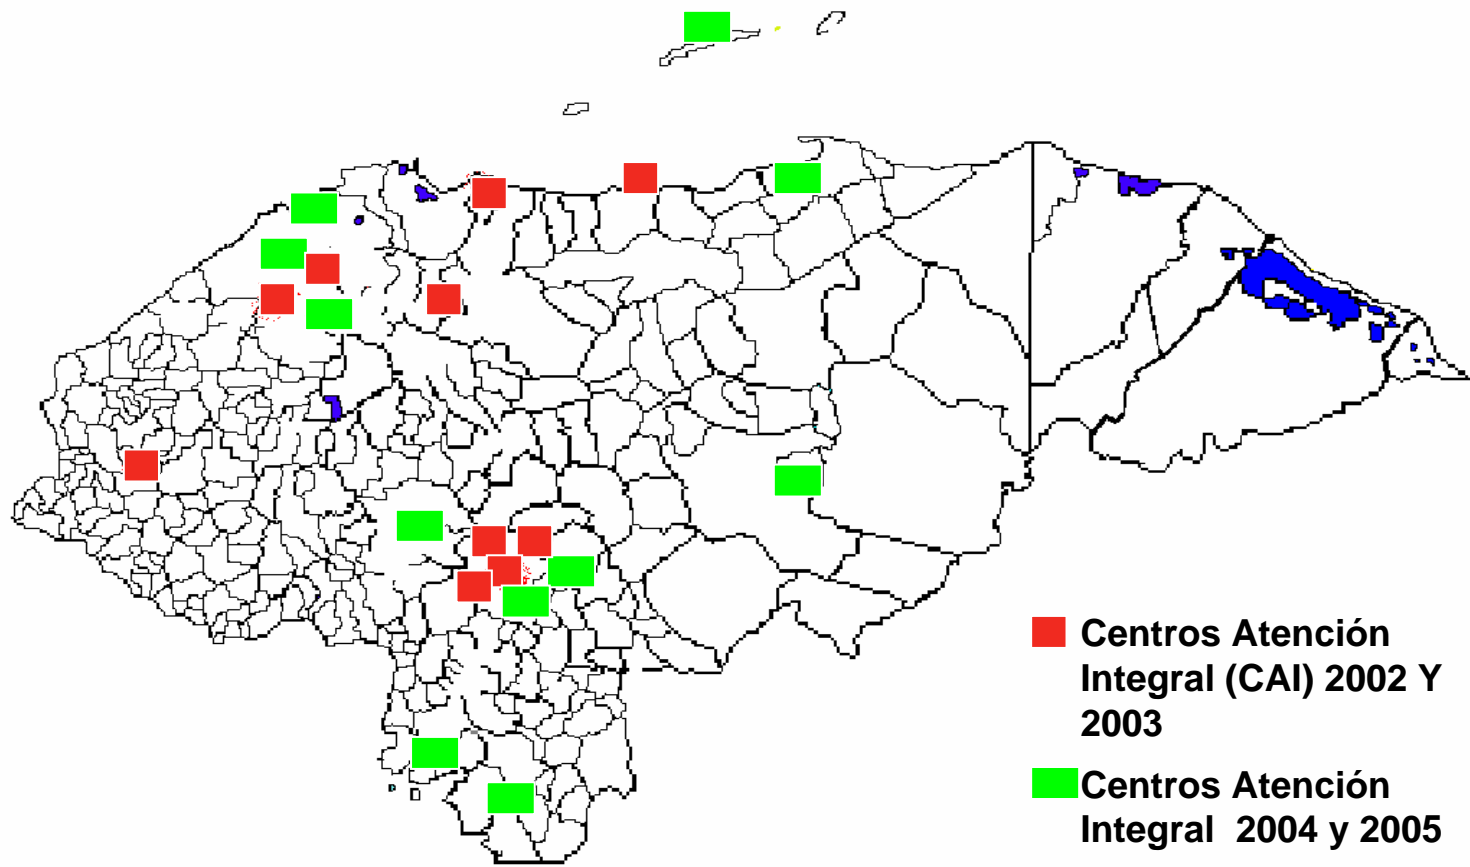 Centros Atención
Integral (CAI) 2002 Y
2003
Centros Atención
Integral 2004 y 2005